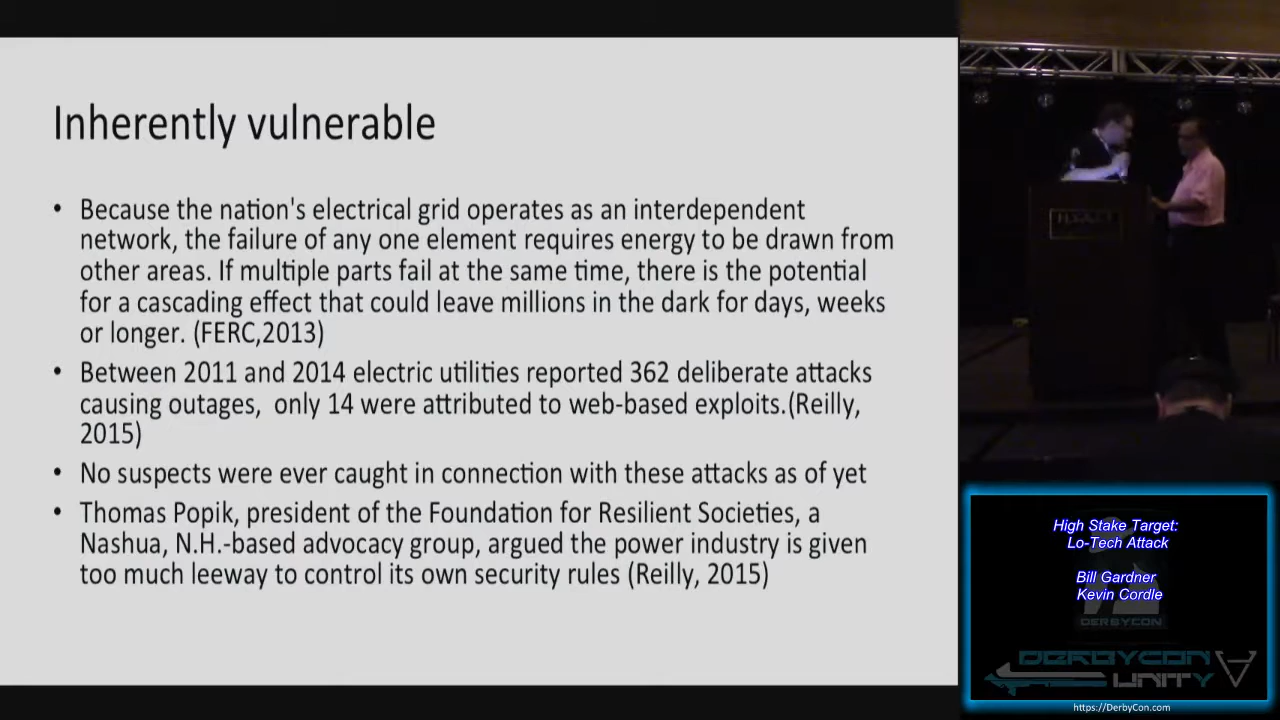 Inherently vulnerable
• Because the nation's electrical grid operates as an interdependent
network, the failure of any one element requires energy to be drawn from
other areas. If multiple parts fail at the same time, there is the potential
for a cascading effect that could leave millions in the dark for days, weeks
or longer. (FERC,2013)
• Between 2011 and 2014 electric utilities reported 362 deliberate attacks
causing outages,  only 14 were attributed to web-based exploits.(Reilly,
2015)
• No suspects were ever caught in connection with these attacks as of yet
• Thomas Popik, president of the Foundation for Resilient Societies, a
Nashua, N.H.-based advocacy group, argued the power industry is given
too much leeway to control its own security rules (Reilly, 2015)
HYATT
High Stake Target:
Lo-Tech Attack
Bill Gardner
Kevin Cordle
DERBYCON
DERBYCON
UNITY
https://DerbyCon.com